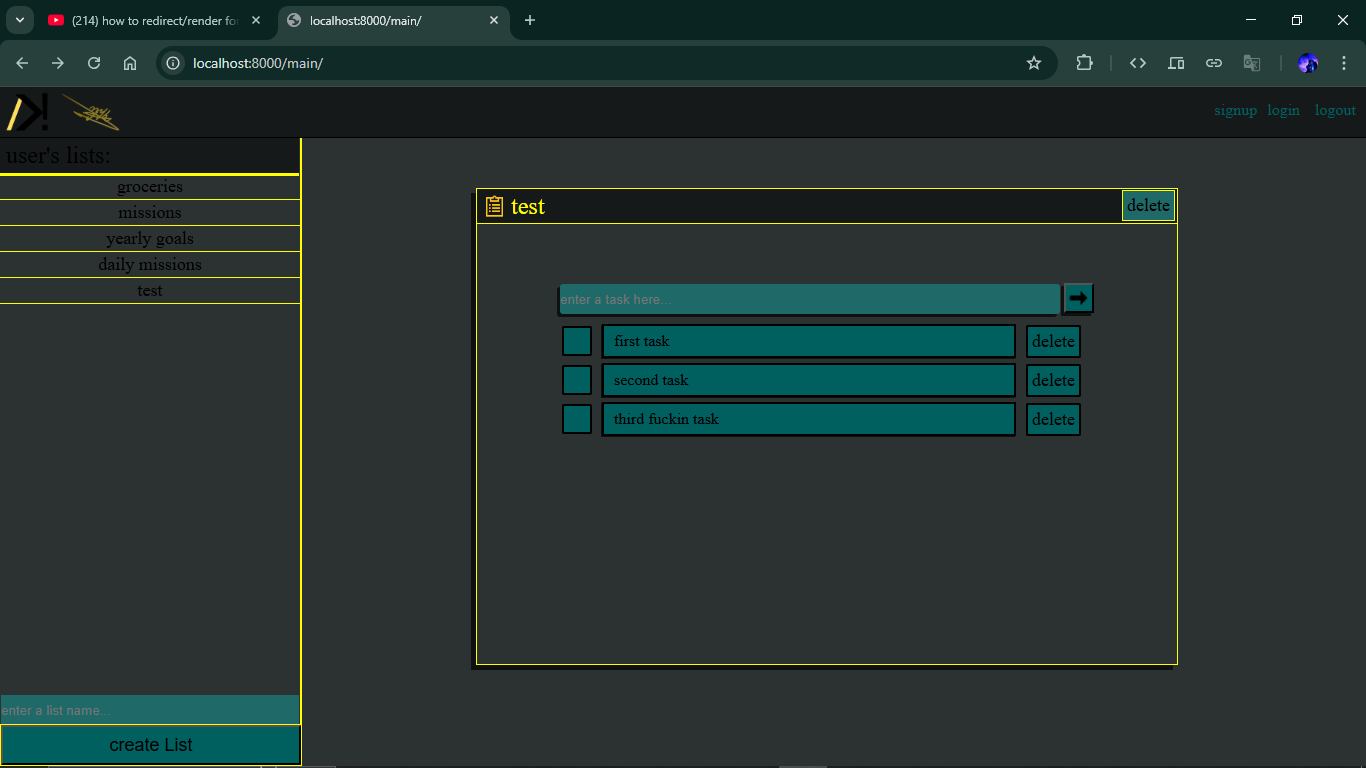 (214) how to redirect/render fo
localhost:8000/main/
localhost:8000/main/
signup login logout
user's lists:
groceries
missions
yearly goals
daily missions
test
test
delete
enter a task here...
first task
delete
second task
delete
third fuckin task
delete
enter a list name...
create List